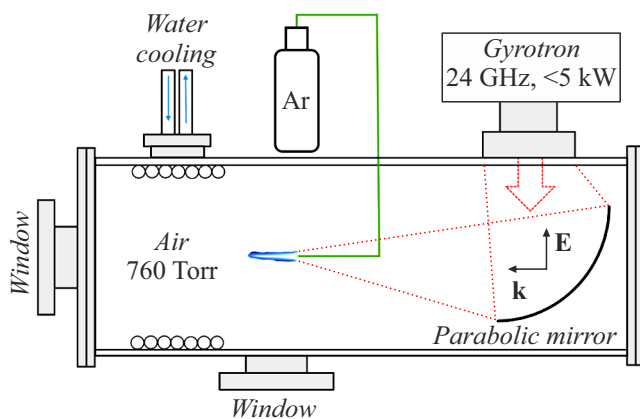 Water
cooling
Ar
Gyrotron
24 GHz, <5 kW
Window
Air
760 Torr
E
k
Parabolic mirror
Window